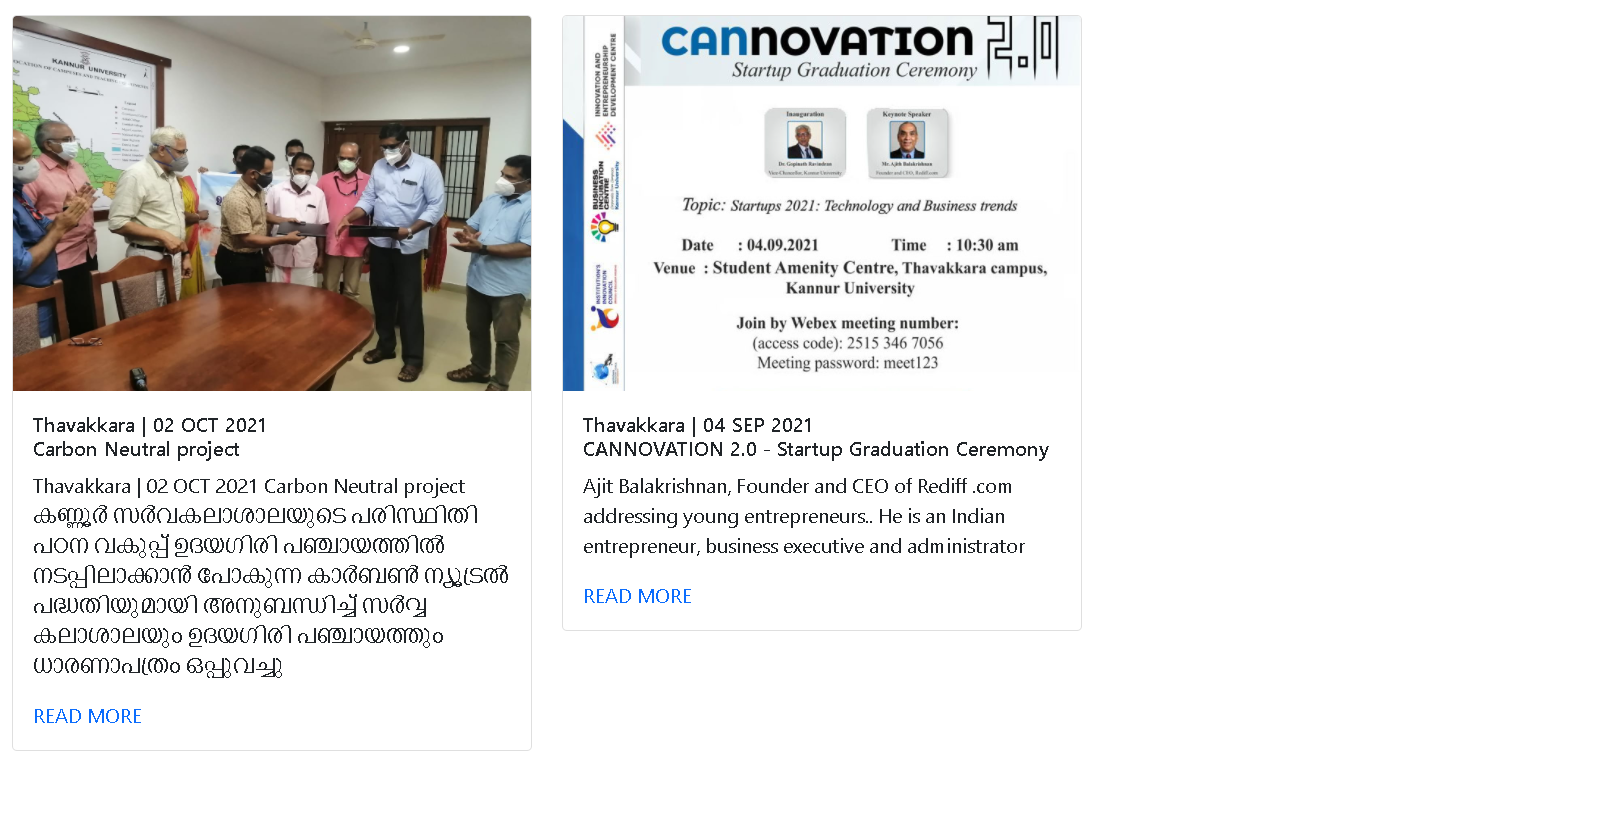 KANNUR UNIVERSITY
Thavakkara | 02 OCT 2021
Carbon Neutral project
Thavakkara | 02 OCT 2021 Carbon Neutral project
കണ്ണൂർ സർവകലാശാലയുടെ പരിസ്ഥിതി
പഠന വകുപ്പ് ഉദയഗിരി പഞ്ചായത്തിൽ
നടപ്പിലാക്കാൻ പോകുന്ന കാർബൺ ന്യൂട്രൽ
പദ്ധതിയുമായി അനുബന്ധിച്ച് സർവ്വ
കലാശാലയും ഉദയഗിരി പഞ്ചായത്തും
ധാരണാപത്രം ഒപ്പുവച്ചു
READ MORE
CANNOVATION 2.0
Startup Graduation Ceremony
INNOVATION AND
ENTREPRENEURSHIP
DEVELOPMENT CENTRE
BUSINESS
INCUBATION
CENTRE
Kannur University
INSTITUTION'S
INNOVATION
COUNCIL
Inauguration
Dr. Gopinath Ravindran
Vice-Chancellor, Kannur University
Keynote Speaker
Mr. Ajith Balakrishnan
Founder and CEO, Rediff.com
Topic: Startups 2021: Technology and Business trends
Date : 04.09.2021 Time : 10:30 am
Venue : Student Amenity Centre, Thavakkara campus,
Kannur University
Join by Webex meeting number:
(access code): 2515 346 7056
Meeting password: meet123
Thavakkara | 04 SEP 2021
CANNOVATION 2.0 - Startup Graduation Ceremony
Ajit Balakrishnan, Founder and CEO of Rediff .com
addressing young entrepreneurs.. He is an Indian
entrepreneur, business executive and administrator
READ MORE